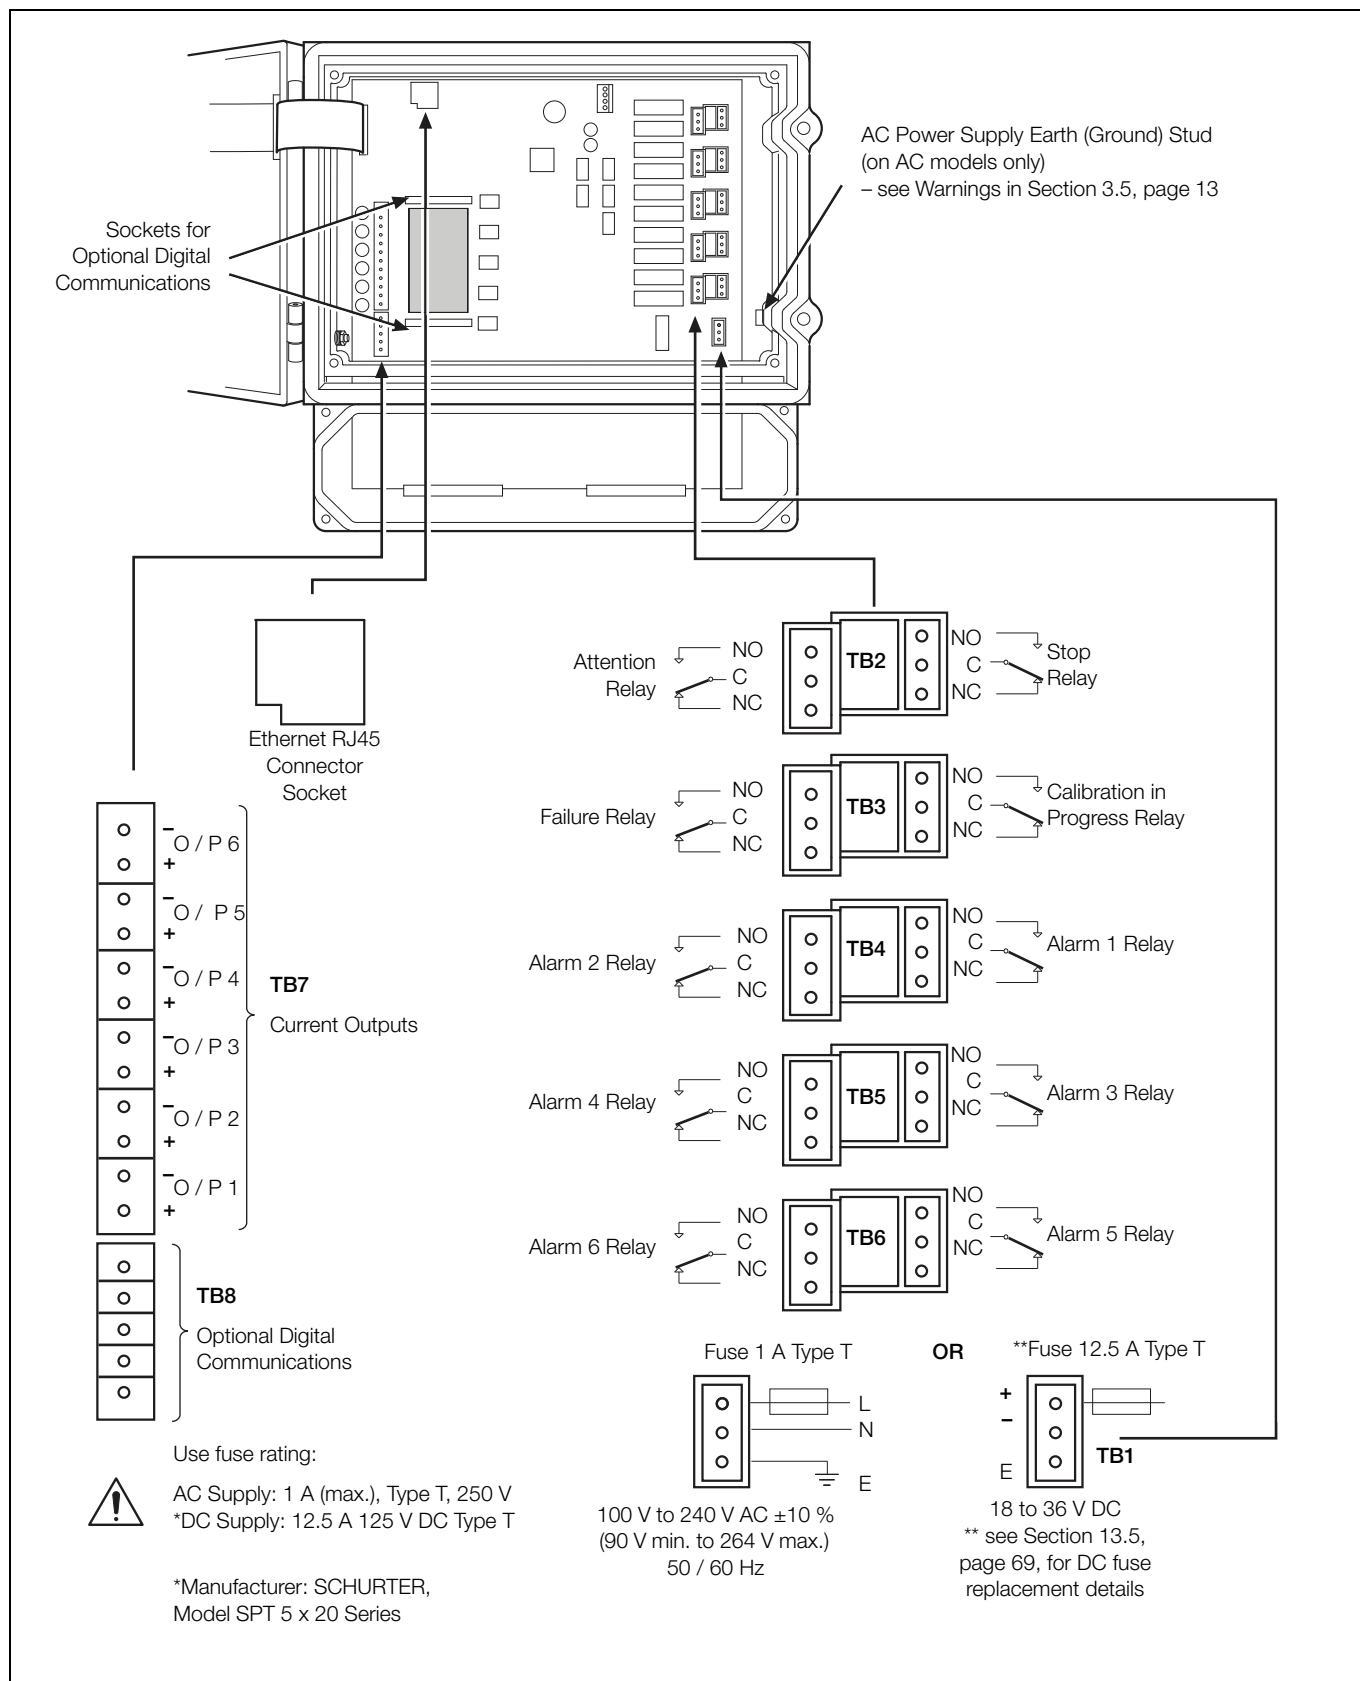 AC Power Supply Earth (Ground) Stud
(on AC models only)
– see Warnings in Section 3.5, page 13
Sockets for
Optional Digital
Communications
Ethernet RJ45
Connector
Socket
Attention
Relay
NO
C
NC
TB2
NO
C
NC
Stop
Relay
Failure Relay
NO
C
NC
TB3
NO
C
NC
Calibration in
Progress Relay
Alarm 2 Relay
NO
C
NC
TB4
NO
C
NC
Alarm 1 Relay
Alarm 4 Relay
NO
C
NC
TB5
NO
C
NC
Alarm 3 Relay
Alarm 6 Relay
NO
C
NC
TB6
NO
C
NC
Alarm 5 Relay
–
O / P 6
+
–
O / P 5
+
–
O / P 4
+
–
O / P 3
+
–
O / P 2
+
–
O / P 1
+
TB7
Current Outputs
TB8
Optional Digital
Communications
Use fuse rating:
AC Supply: 1 A (max.), Type T, 250 V
*DC Supply: 12.5 A 125 V DC Type T
*Manufacturer: SCHURTER,
Model SPT 5 x 20 Series
Fuse 1 A Type T
L
N
E
100 V to 240 V AC ±10 %
(90 V min. to 264 V max.)
50 / 60 Hz
OR
**Fuse 12.5 A Type T
+
–
E
TB1
18 to 36 V DC
** see Section 13.5,
page 69, for DC fuse
replacement details